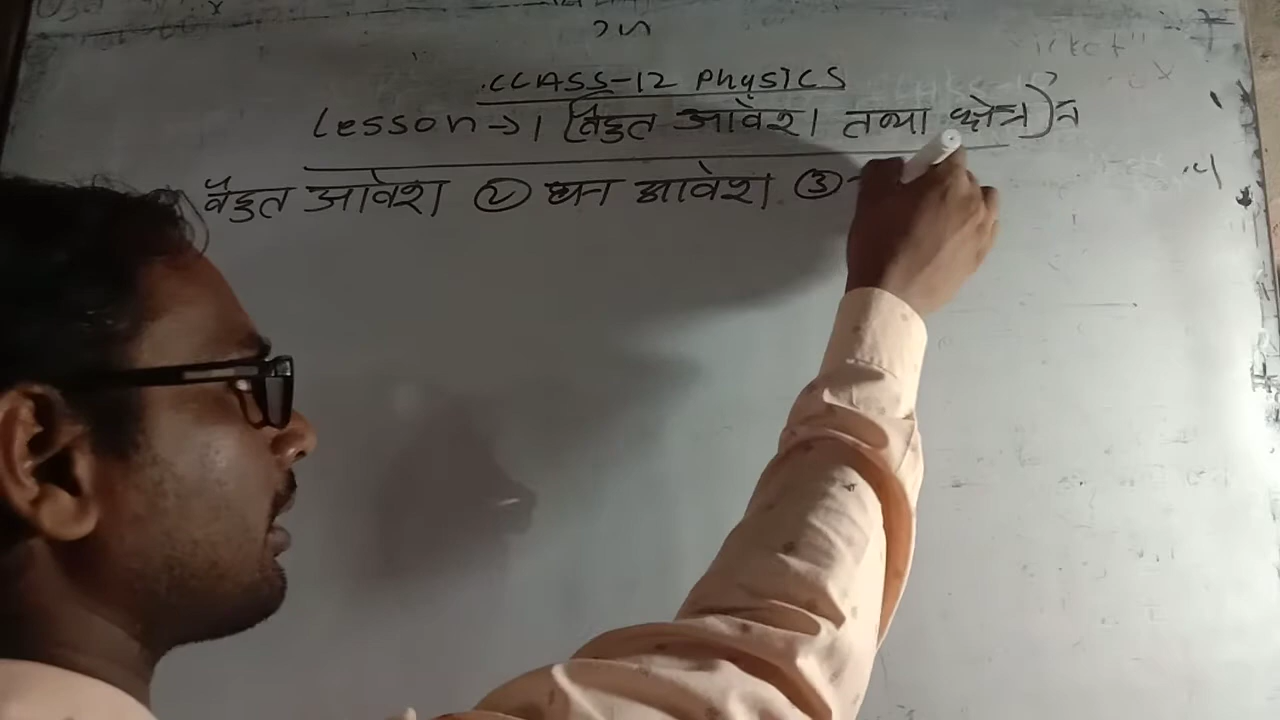 CLASS-12 PhysICS
Lesson→1 (वैद्युत आवेश तथा क्षेत्र)
वैद्युत आवेश ② धन आवेश ③